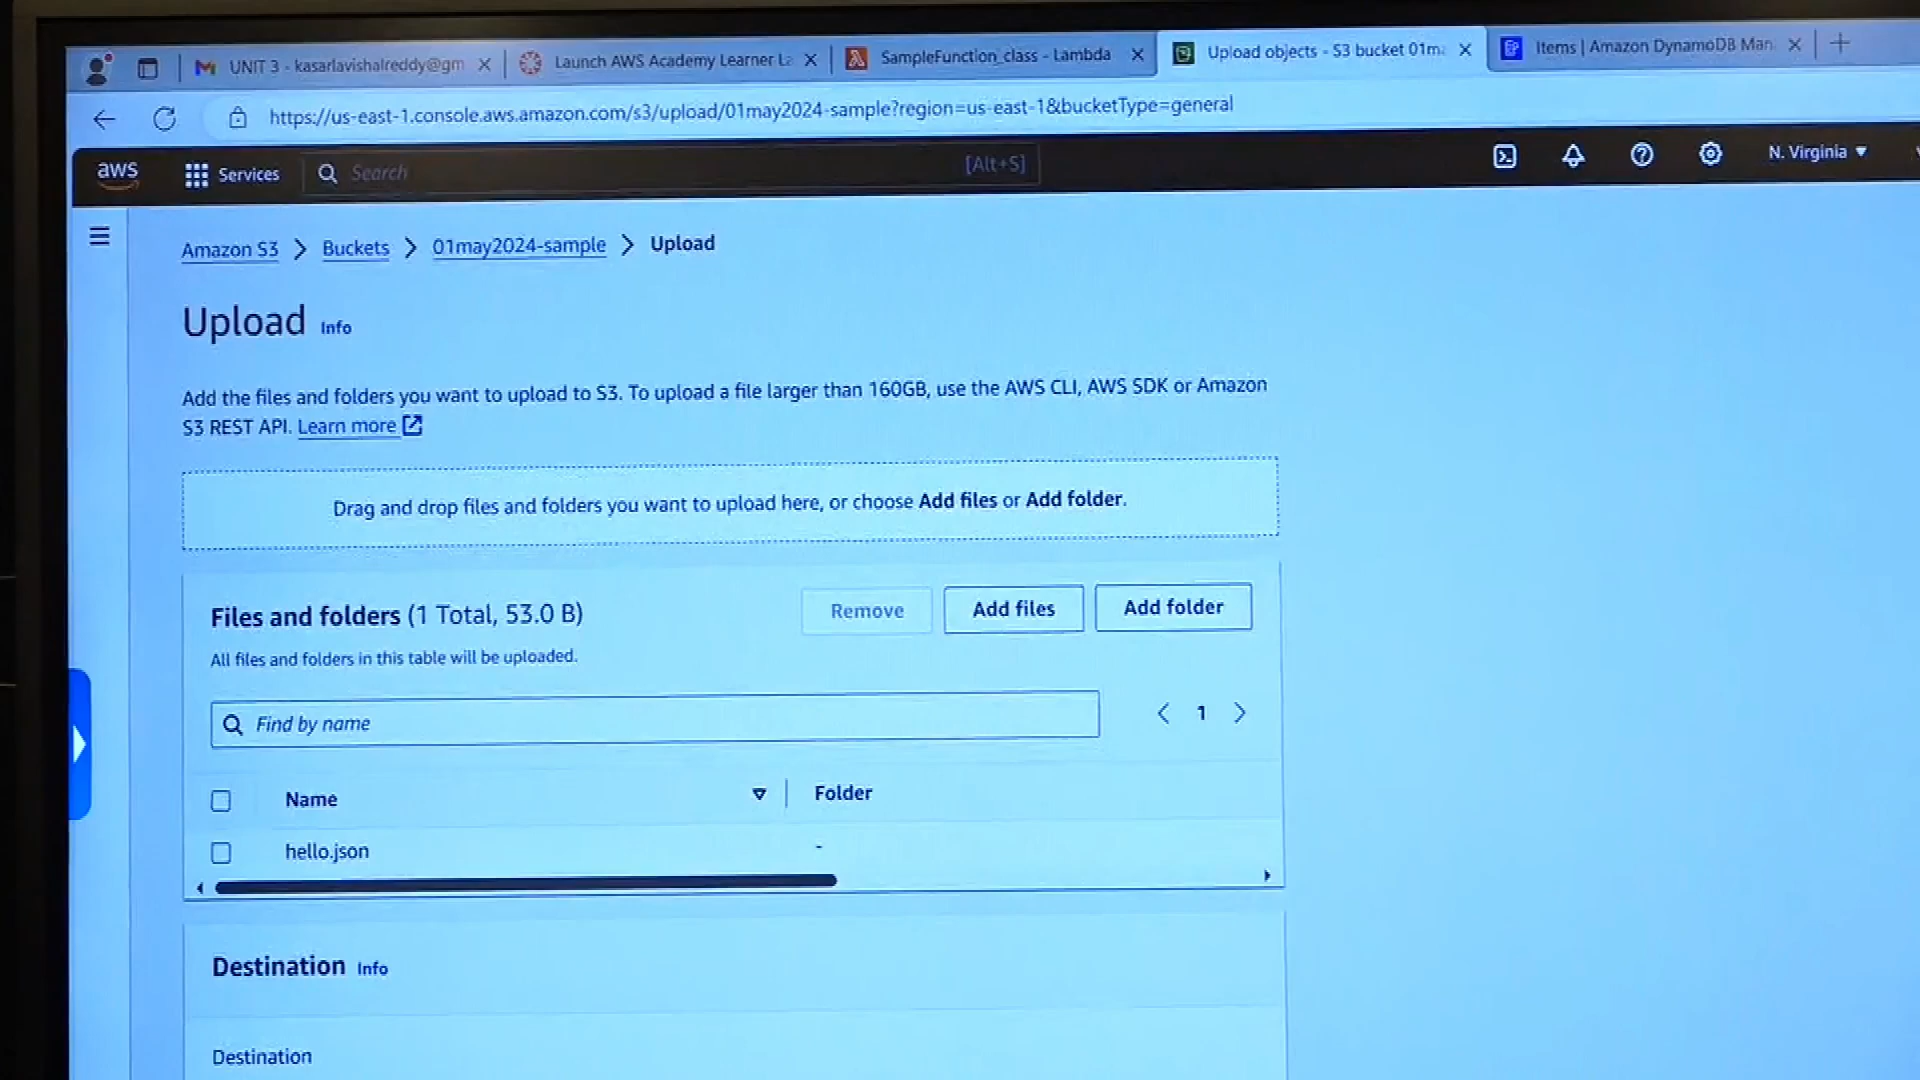 UNIT 3 - kasarlavishalreddy@gm
Launch AWS Academy Learner La
SampleFunction_class - Lambda
Upload objects - S3 bucket 01m
Items | Amazon DynamoDB Man
https://us-east-1.console.aws.amazon.com/s3/upload/01may2024-sample?region=us-east-1&bucketType=general
aws
Services
Search
[Alt+S]
N. Virginia
Amazon S3 > Buckets > 01may2024-sample > Upload
Upload Info
Add the files and folders you want to upload to S3. To upload a file larger than 160GB, use the AWS CLI, AWS SDK or Amazon
S3 REST API. Learn more
Drag and drop files and folders you want to upload here, or choose Add files or Add folder.
Files and folders (1 Total, 53.0 B)
Remove
Add files
Add folder
All files and folders in this table will be uploaded.
Find by name
1
Name
Folder
hello.json
-
Destination Info
Destination